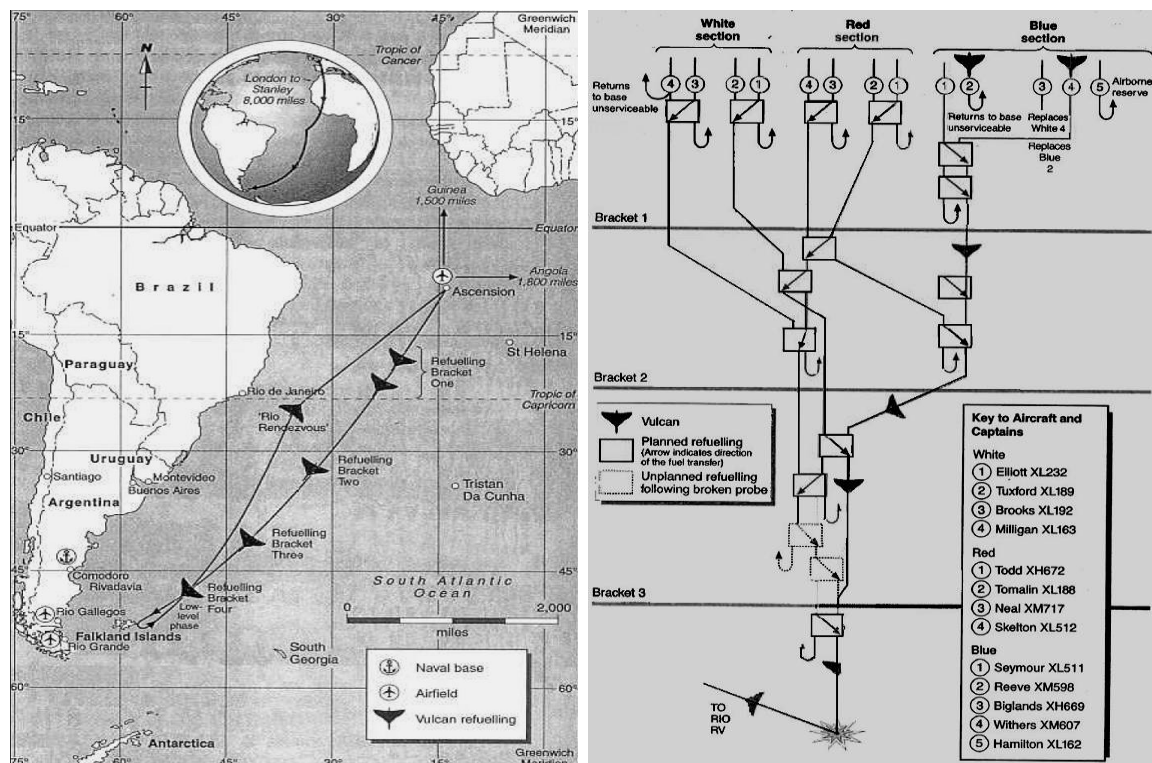 75°
60°
45°
30°
15°
Greenwich
Meridian
N
Tropic of
Cancer
London to
Stanley
8,000 miles
15°
15°
Guinea
1,500 miles
Equator
Equator
Angola
1,800 miles
Ascension
Brazil
15°
15°
St Helena
Paraguay
Refuelling
Bracket
One
Rio de Janeiro
Tropic of
Capricorn
'Rio
Rendezvous'
Chile
30°
30°
Uruguay
Refuelling
Bracket
Two
Santiago
Montevideo
Buenos Aires
Tristan
Da Cunha
Argentina
Refuelling
Bracket
Three
45°
45°
Comodoro
Rivadavia
South Atlantic
Ocean
Refuelling
Bracket
Four
Rio Gallegos
Low-
level
phase
0
2,000
miles
Falkland Islands
Rio Grande
South
Georgia
Naval base
Airfield
Vulcan refuelling
60°
60°
Antarctica
75°
60°
45°
30°
15°
Greenwich
Meridian
White
section
Red
section
Blue
section
4
3
2
1
4
3
2
1
1
2
3
4
5
Airborne
reserve
Returns
to base
unserviceable
Returns to base
unserviceable
Replaces
White 4
Replaces
Blue
2
Bracket 1
Bracket 2
Vulcan
Planned refuelling
(Arrow indicates direction
of the fuel transfer)
Unplanned refuelling
following broken probe
Bracket 3
TO
RIO
RV
Key to Aircraft and
Captains
White
1 Elliott XL232
2 Tuxford XL189
3 Brooks XL192
4 Milligan XL163
Red
1 Todd XH672
2 Tomalin XL188
3 Neal XM717
4 Skelton XL512
Blue
1 Seymour XL511
2 Reeve XM598
3 Biglands XH669
4 Withers XM607
5 Hamilton XL162